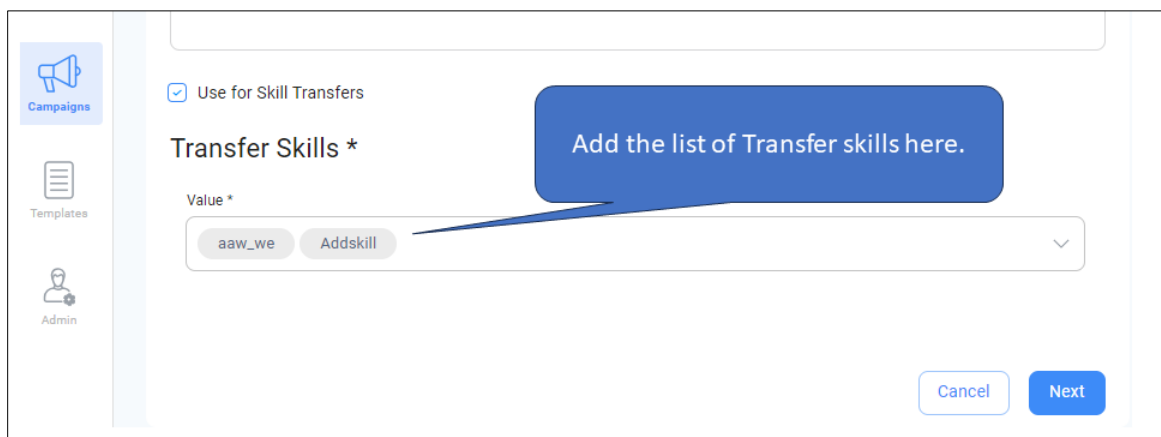 Campaigns
Templates
Admin
Use for Skill Transfers
Transfer Skills *
Add the list of Transfer skills here.
Value *
aaw_we Addskill
Cancel Next